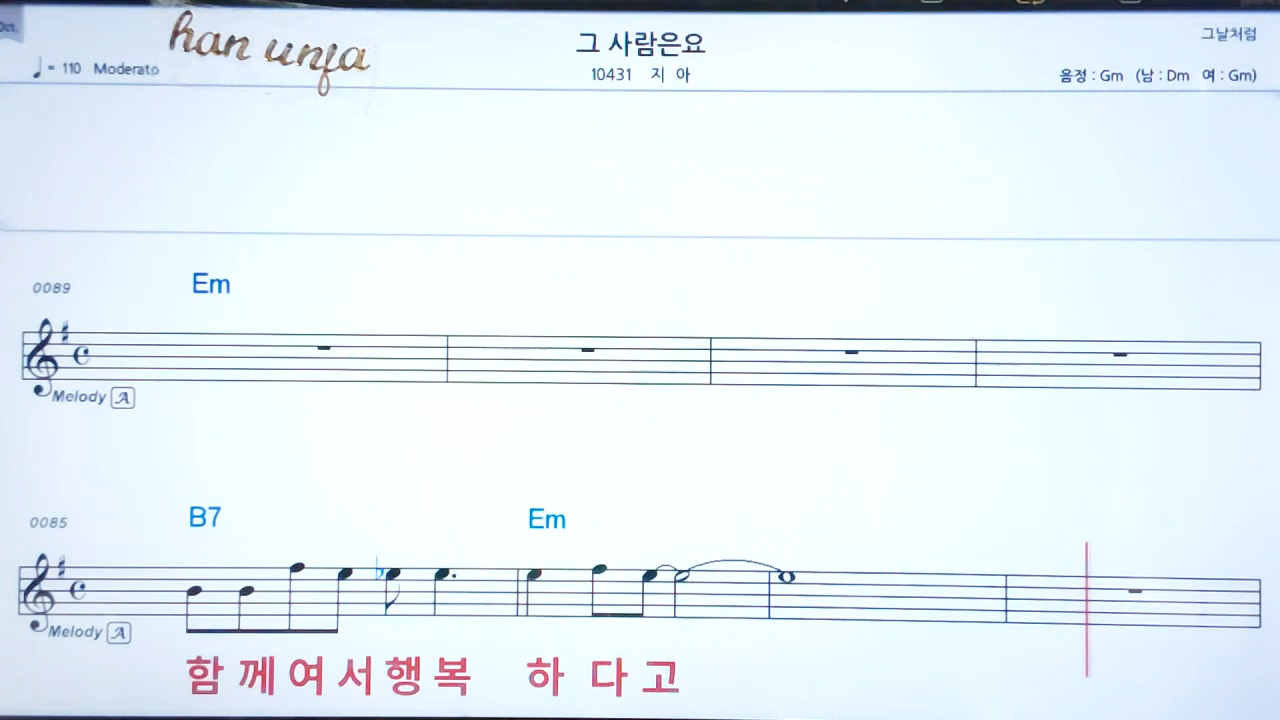 Oct.
han unja
그 사람은요
그날처럼
♩= 110 Moderato
10431 지 아
음정 : Gm (남 : Dm 여 : Gm)
0089
Em
Melody A
0085
B7 Em
Melody A
함 께 여 서 행 복 하 다 고